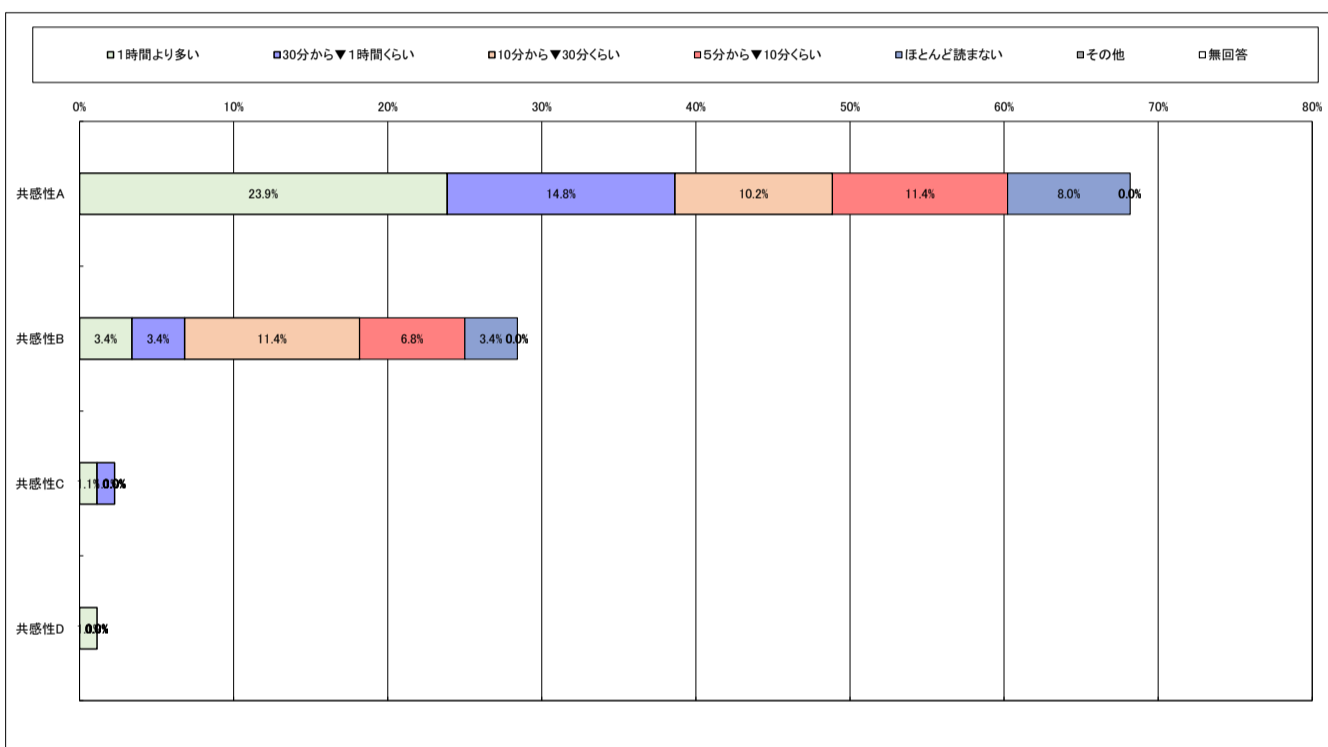 １時間より多い 30分から▼１時間くらい 10分から▼30分くらい ５分から▼10分くらい ほとんど読まない その他 無回答
0% 10% 20% 30% 40% 50% 60% 70% 80%
共感性A 23.9% 14.8% 10.2% 11.4% 8.0% 0.0%
共感性B 3.4% 3.4% 11.4% 6.8% 3.4% 0.0%
共感性C 0.0%
共感性D 0.0%